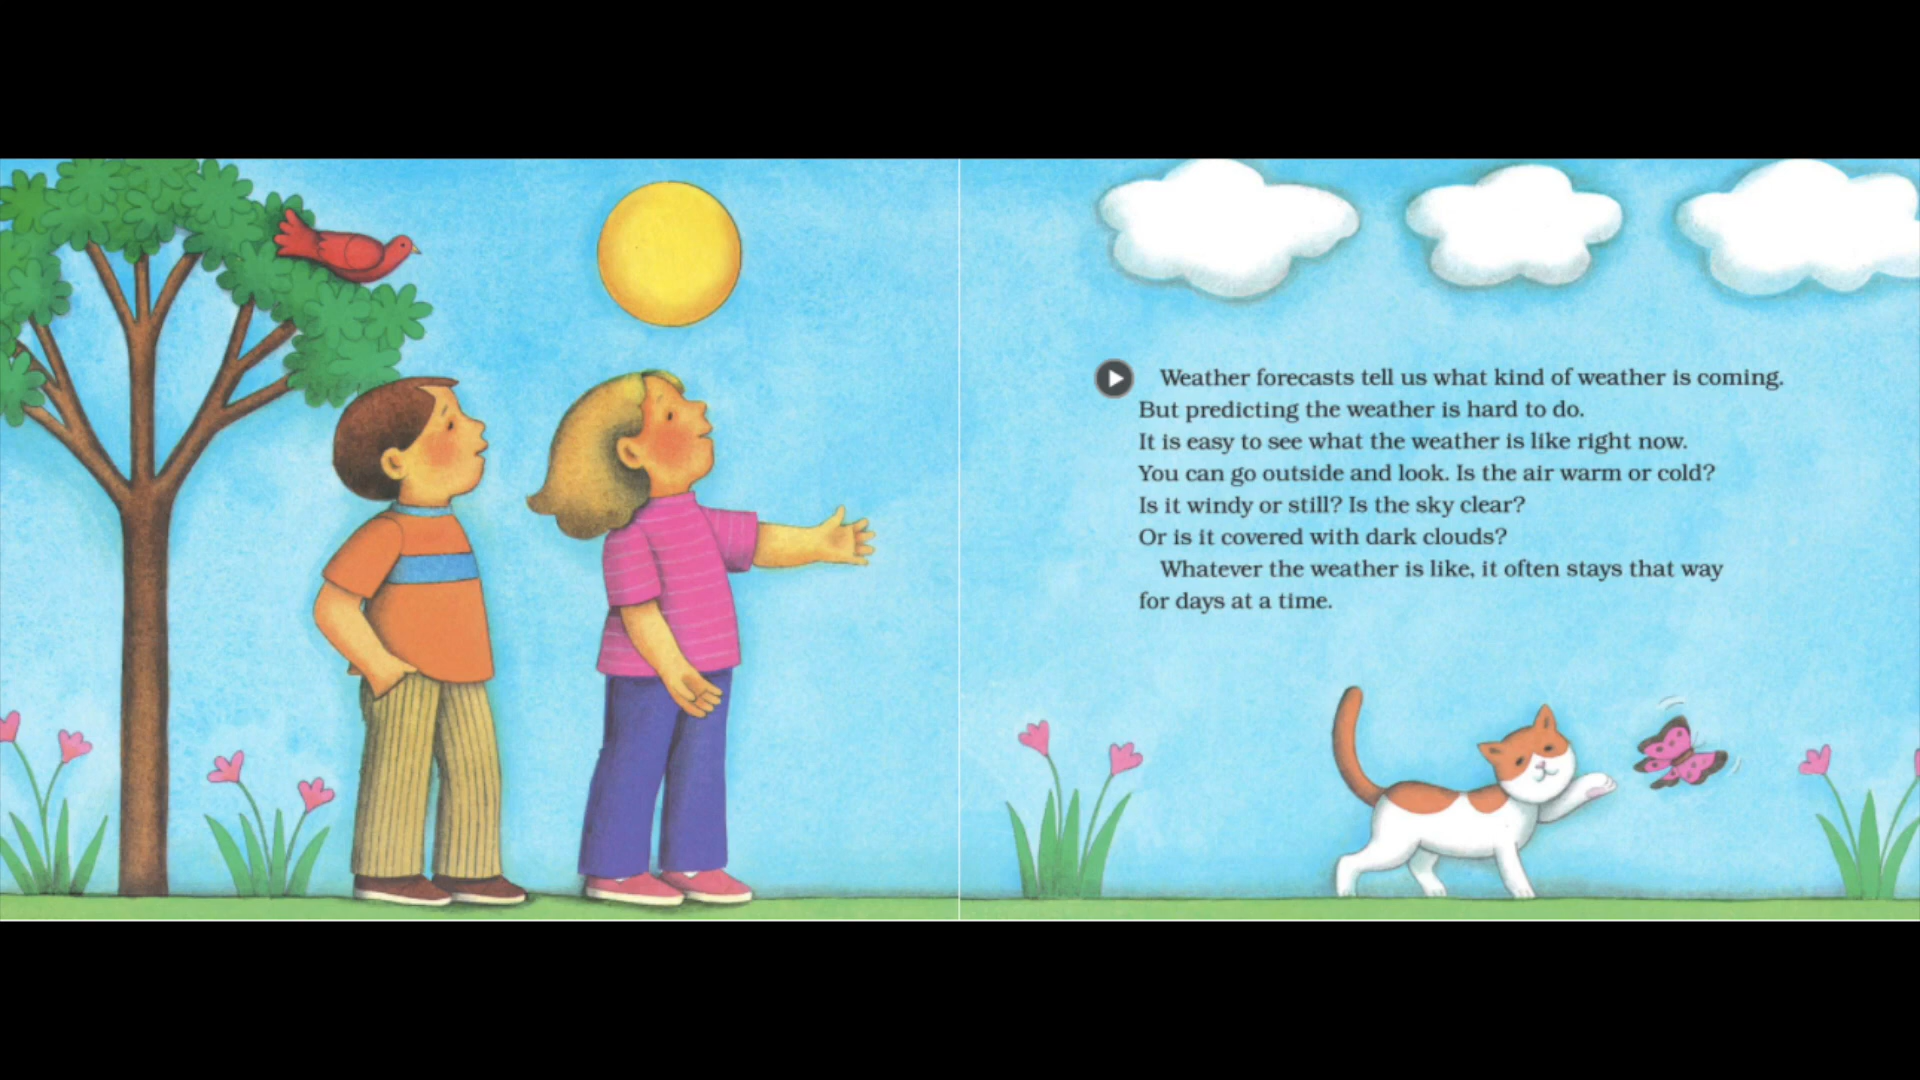 Weather forecasts tell us what kind of weather is coming.
But predicting the weather is hard to do.
It is easy to see what the weather is like right now.
You can go outside and look. Is the air warm or cold?
Is it windy or still? Is the sky clear?
Or is it covered with dark clouds?
Whatever the weather is like, it often stays that way
for days at a time.